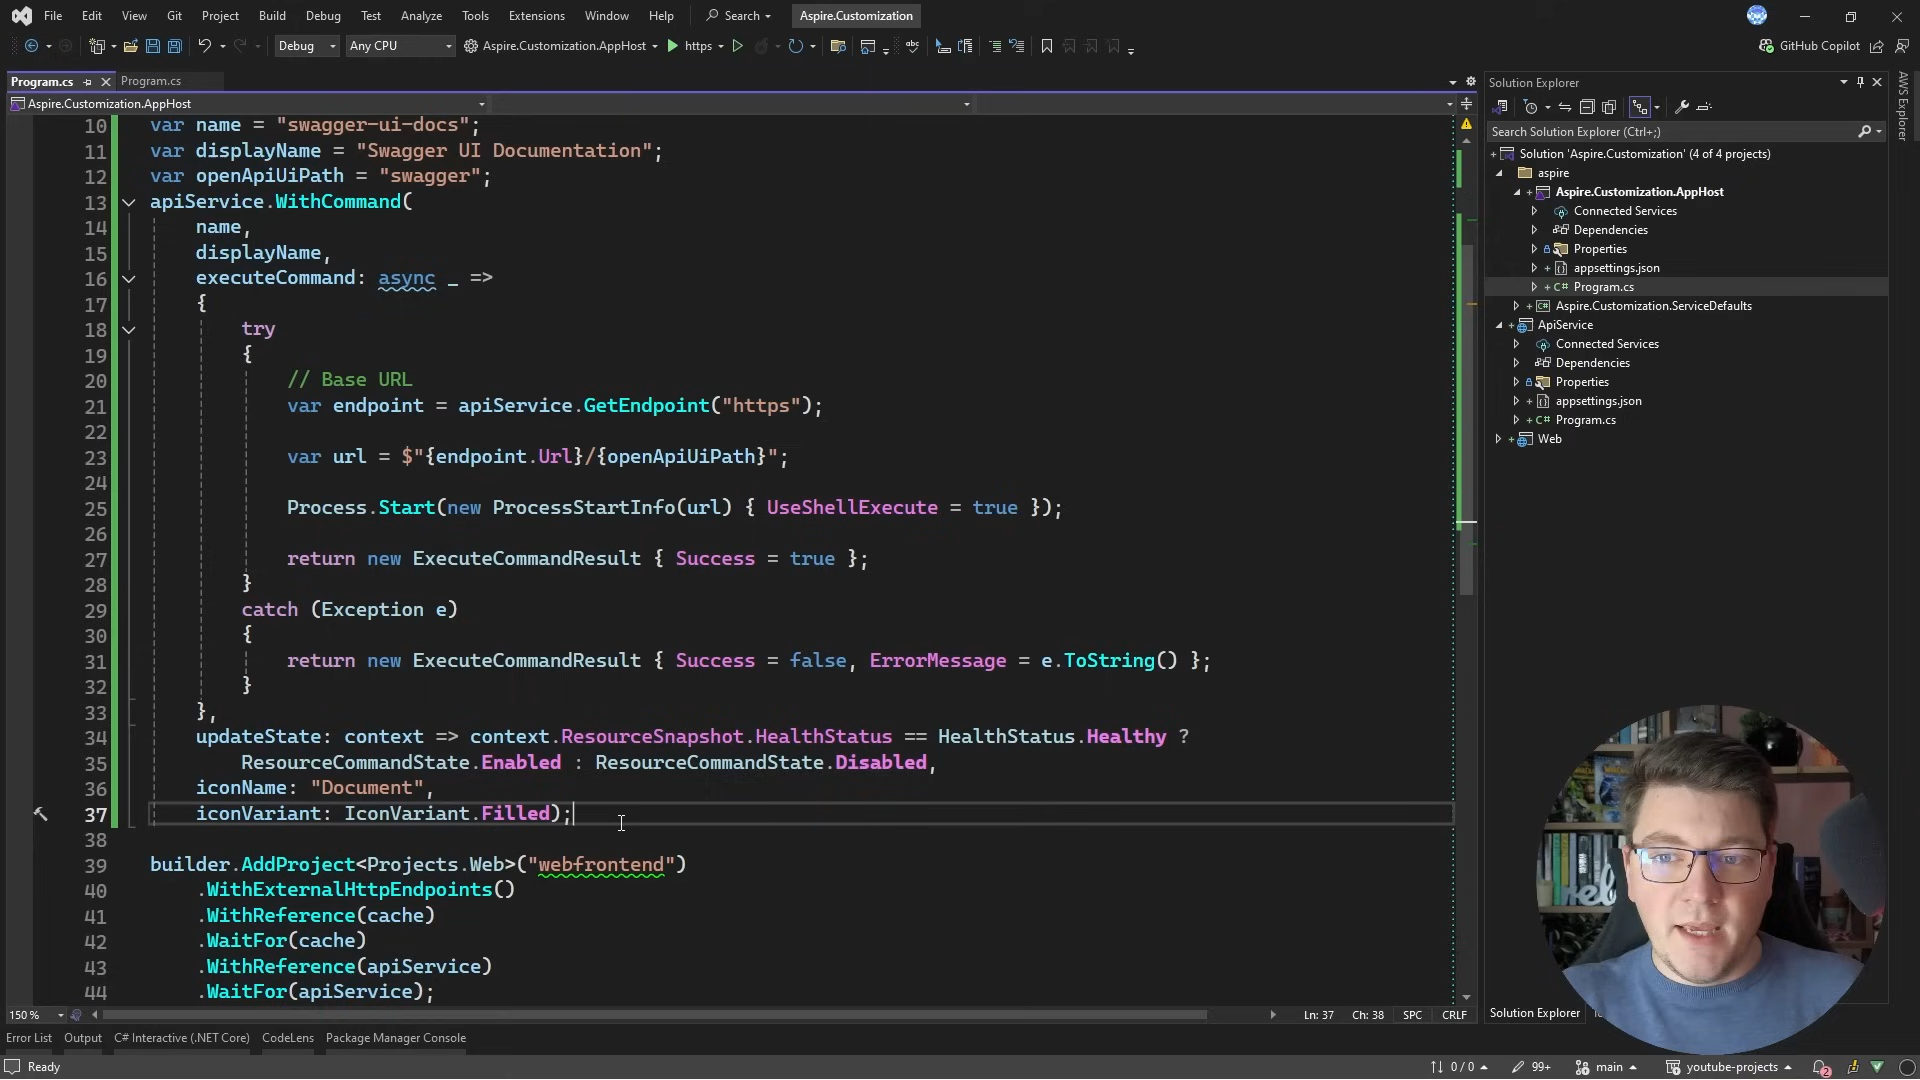 File Edit View Git Project Build Debug Test Analyze Tools Extensions Window Help Search Aspire.Customization
Debug Any CPU Aspire.Customization.AppHost https GitHub Copilot
Program.cs Program.cs
Aspire.Customization.AppHost
10 var name = "swagger-ui-docs";
11 var displayName = "Swagger UI Documentation";
12 var openApiUiPath = "swagger";
13 apiService.WithCommand(
14 name,
15 displayName,
16 executeCommand: async _ =>
17 {
18 try
19 {
20 // Base URL
21 var endpoint = apiService.GetEndpoint("https");
22
23 var url = $"{endpoint.Url}/{openApiUiPath}";
24
25 Process.Start(new ProcessStartInfo(url) { UseShellExecute = true });
26
27 return new ExecuteCommandResult { Success = true };
28 }
29 catch (Exception e)
30 {
31 return new ExecuteCommandResult { Success = false, ErrorMessage = e.ToString() };
32 }
33 },
34 updateState: context => context.ResourceSnapshot.HealthStatus == HealthStatus.Healthy ?
35 ResourceCommandState.Enabled : ResourceCommandState.Disabled,
36 iconName: "Document",
37 iconVariant: IconVariant.Filled);
38
39 builder.AddProject<Projects.Web>("webfrontend")
40 .WithExternalHttpEndpoints()
41 .WithReference(cache)
42 .WaitFor(cache)
43 .WithReference(apiService)
44 .WaitFor(apiService);
150 % Ln: 37 Ch: 38 SPC CRLF
Error List Output C# Interactive (.NET Core) CodeLens Package Manager Console
Ready 0 / 0 99+ main youtube-projects 2
Solution Explorer
Search Solution Explorer (Ctrl+;)
Solution 'Aspire.Customization' (4 of 4 projects)
aspire
Aspire.Customization.AppHost
Connected Services
Dependencies
Properties
appsettings.json
C# Program.cs
Aspire.Customization.ServiceDefaults
ApiService
Connected Services
Dependencies
Properties
appsettings.json
C# Program.cs
Web
Solution Explorer
AWS Explorer